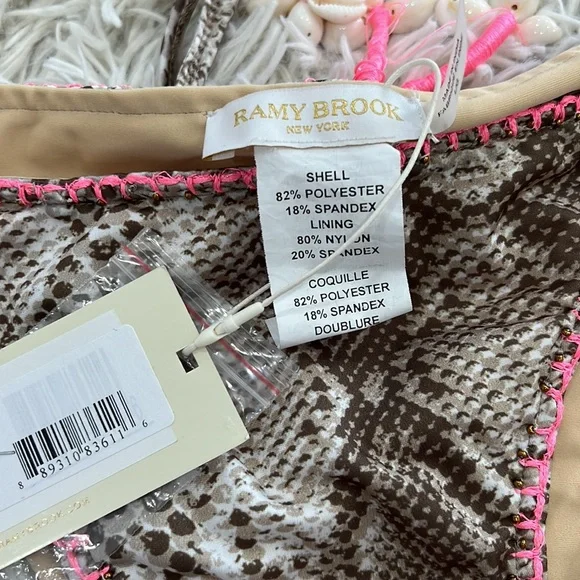 RAMY BROOK
NEW YORK
SHELL
82% POLYESTER
18% SPANDEX
LINING
80% NYLON
20% SPANDEX
COQUILLE
82% POLYESTER
18% SPANDEX
DOUBLURE
8 89310 83611 6